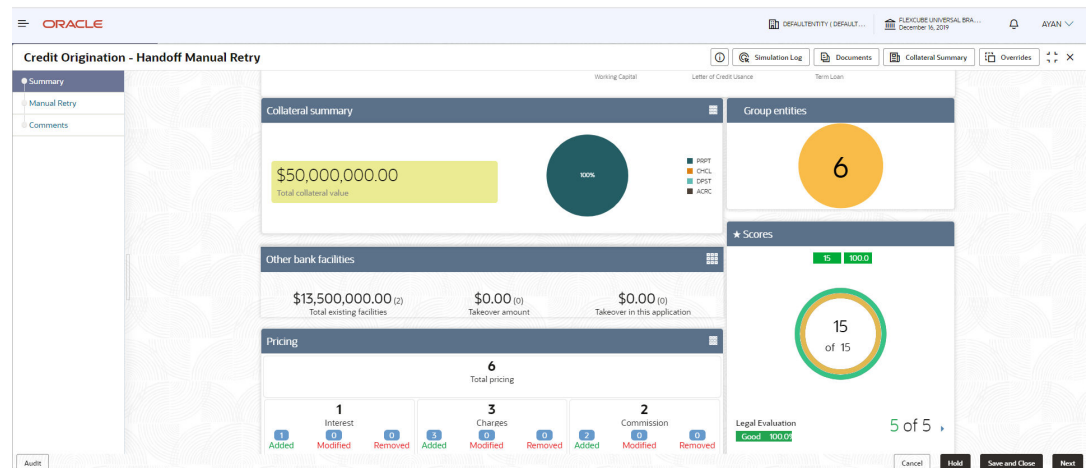 ORACLE
DEFAULTENTITY ( DEFAULT...
FLEXCUBE UNIVERSAL BRA...
December 16, 2019
AYAN
Credit Origination - Handoff Manual Retry
Simulation Log
Documents
Collateral Summary
Overrides
Summary
Manual Retry
Comments
Working Capital
Letter of Credit Usance
Term Loan
Collateral summary
$50,000,000.00
Total collateral value
100%
PRPT
CHCL
DPST
ACRC
Group entities
6
Other bank facilities
$13,500,000.00 (2)
Total existing facilities
$0.00 (0)
Takeover amount
$0.00 (0)
Takeover in this application
Scores
15 100.0
15
of 15
Legal Evaluation
Good 100.0%
5 of 5
Pricing
6
Total pricing
1
Interest
1 0 0
Added Modified Removed
3
Charges
3 0 0
Added Modified Removed
2
Commission
2 0 0
Added Modified Removed
Audit
Cancel
Hold
Save and Close
Next